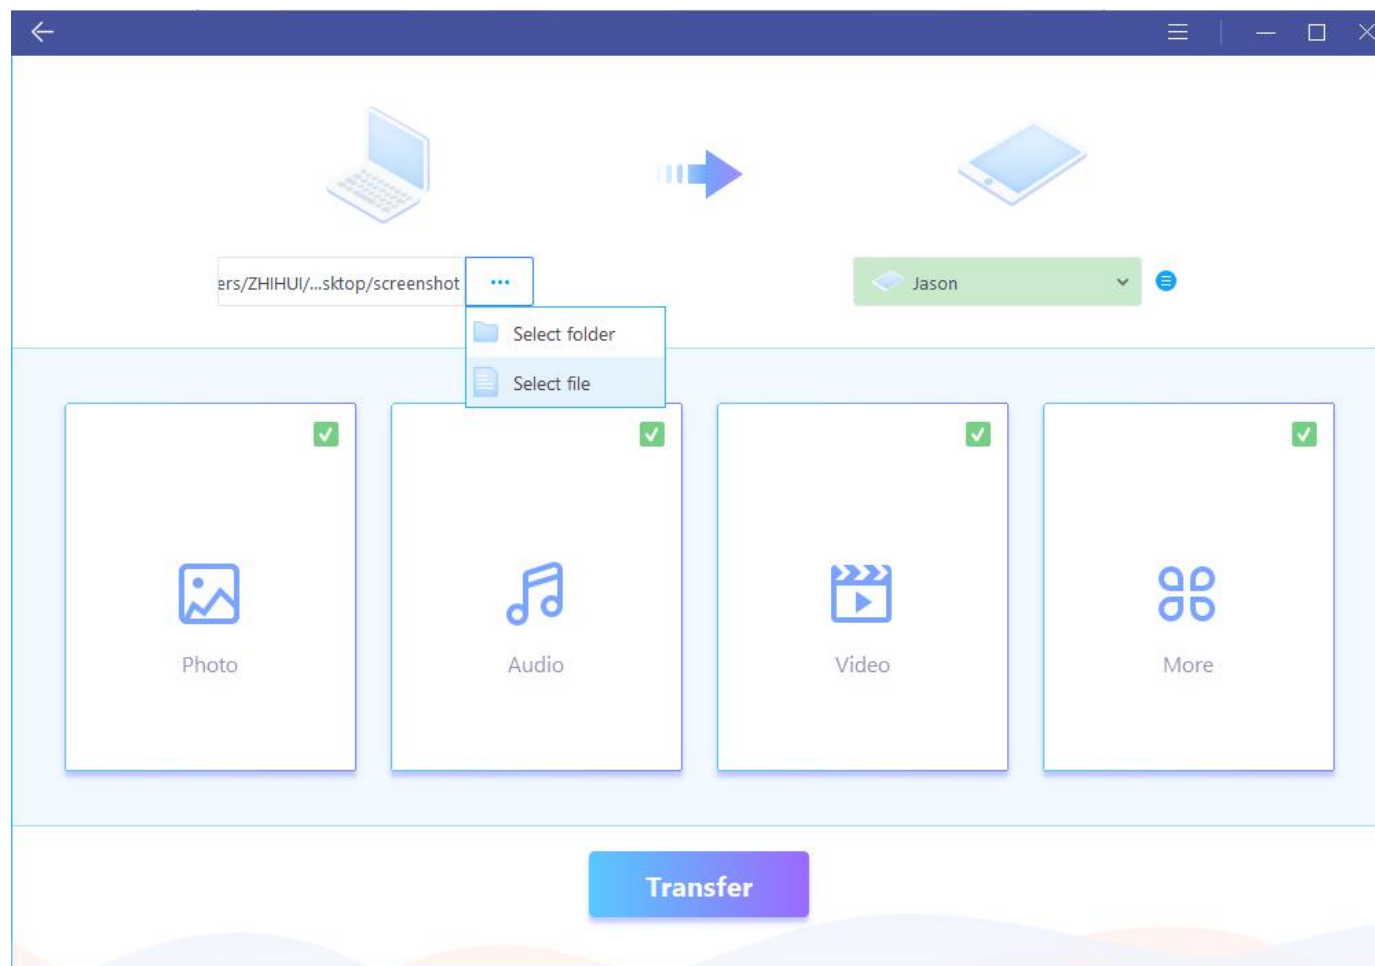 ers/ZHIHUI/...sktop/screenshot
Jason
Select folder
Select file
Photo
Audio
Video
More
Transfer